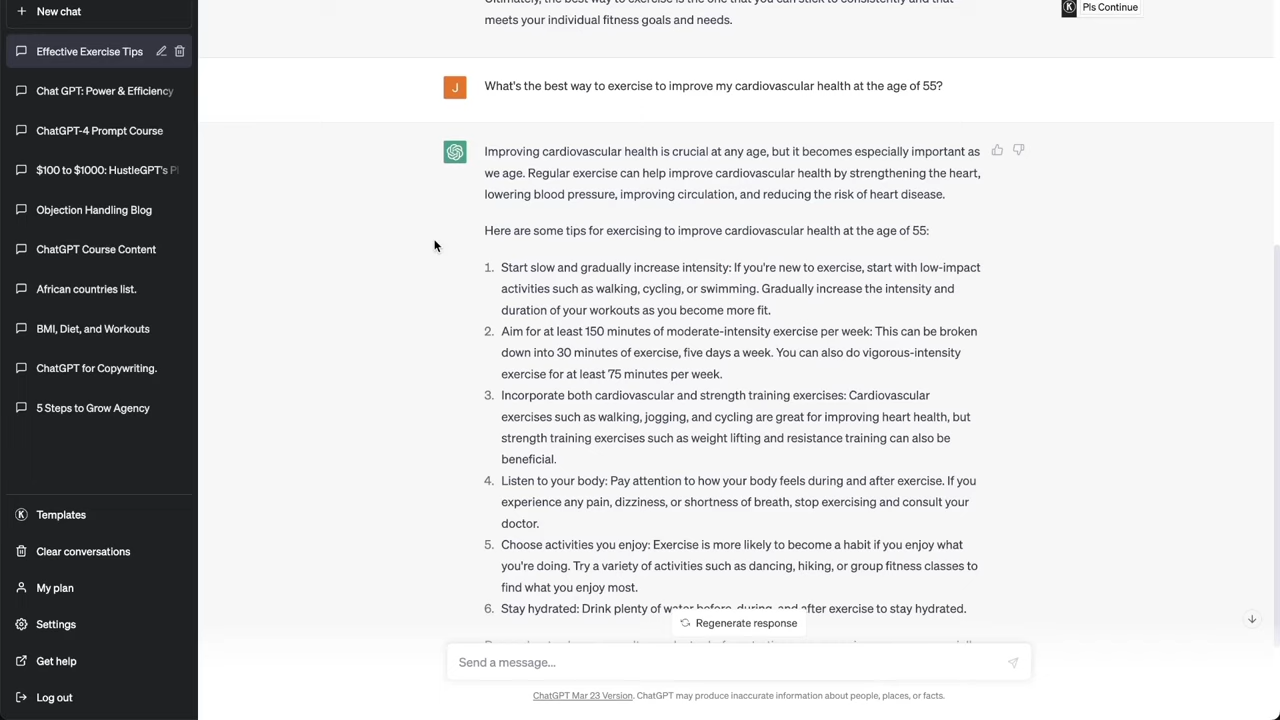 New chat
Effective Exercise Tips
Chat GPT: Power & Efficiency
ChatGPT-4 Prompt Course
$100 to $1000: HustleGPT's
Objection Handling Blog
ChatGPT Course Content
African countries list.
BMI, Diet, and Workouts
ChatGPT for Copywriting.
5 Steps to Grow Agency
Templates
Clear conversations
My plan
Settings
Get help
Log out
Ultimately, the best way to exercise is the one that you can stick to consistently and that
meets your individual fitness goals and needs.
Pls Continue
J
What's the best way to exercise to improve my cardiovascular health at the age of 55?
Improving cardiovascular health is crucial at any age, but it becomes especially important as
we age. Regular exercise can help improve cardiovascular health by strengthening the heart,
lowering blood pressure, improving circulation, and reducing the risk of heart disease.
Here are some tips for exercising to improve cardiovascular health at the age of 55:
1. Start slow and gradually increase intensity: If you're new to exercise, start with low-impact
activities such as walking, cycling, or swimming. Gradually increase the intensity and
duration of your workouts as you become more fit.
2. Aim for at least 150 minutes of moderate-intensity exercise per week: This can be broken
down into 30 minutes of exercise, five days a week. You can also do vigorous-intensity
exercise for at least 75 minutes per week.
3. Incorporate both cardiovascular and strength training exercises: Cardiovascular
exercises such as walking, jogging, and cycling are great for improving heart health, but
strength training exercises such as weight lifting and resistance training can also be
beneficial.
4. Listen to your body: Pay attention to how your body feels during and after exercise. If you
experience any pain, dizziness, or shortness of breath, stop exercising and consult your
doctor.
5. Choose activities you enjoy: Exercise is more likely to become a habit if you enjoy what
you're doing. Try a variety of activities such as dancing, hiking, or group fitness classes to
find what you enjoy most.
6. Stay hydrated: Drink plenty of water before, during, and after exercise to stay hydrated.
Regenerate response
Send a message...
ChatGPT Mar 23 Version. ChatGPT may produce inaccurate information about people, places, or facts.